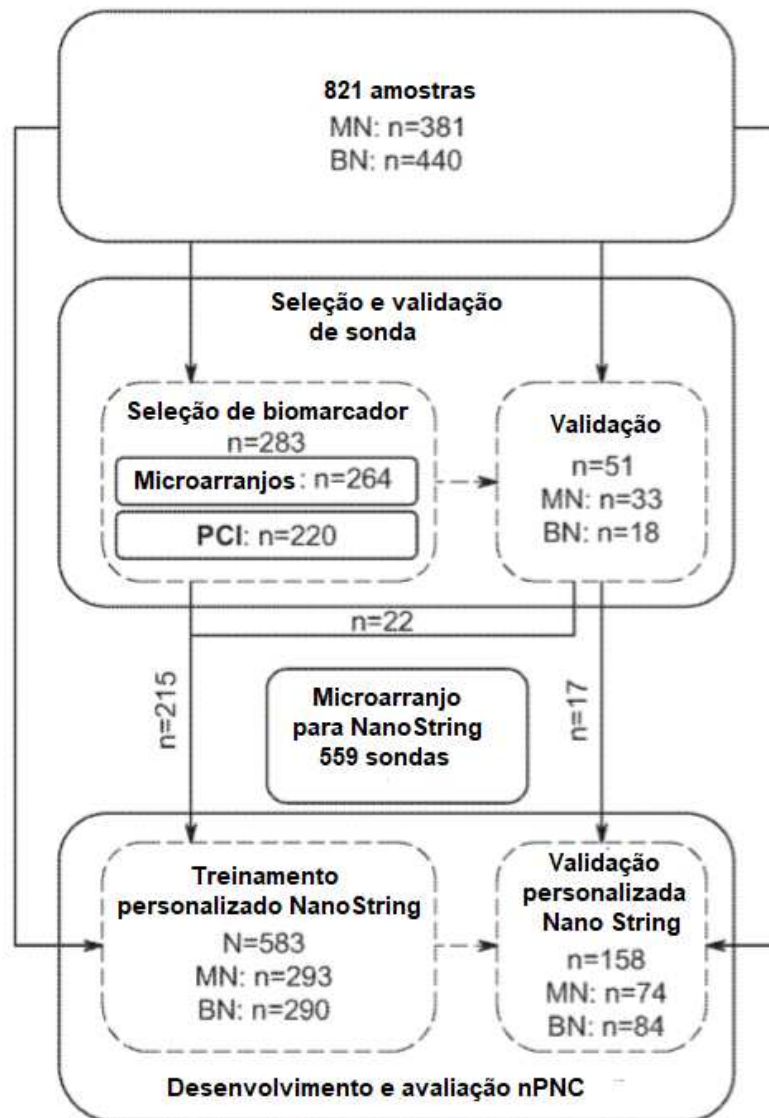 821 amostras
MN: n=381
BN: n=440
Seleção e validação
de sonda
Seleção de biomarcador
n=283
Microarranjos: n=264
PCI: n=220
Validação
n=51
MN: n=33
BN: n=18
n=22
n=215
n=17
Microarranjo
para NanoString
559 sondas
Treinamento
personalizado NanoString
N=583
MN: n=293
BN: n=290
Validação
personalizada
Nano String
n=158
MN: n=74
BN: n=84
Desenvolvimento e avaliação nPNC